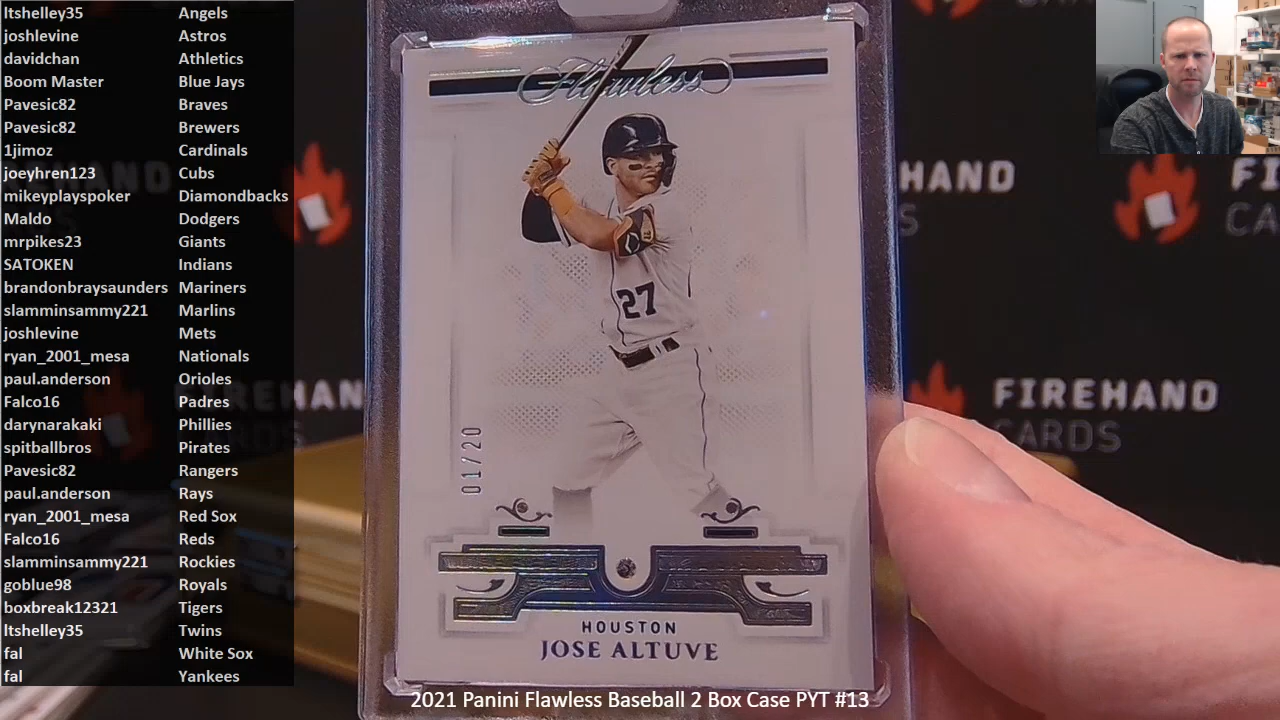 ltshelley35 Angels
joshlevine Astros
davidchan Athletics
Boom Master Blue Jays
Pavesic82 Braves
Pavesic82 Brewers
1jimoz Cardinals
joeyhren123 Cubs
mikeyplayspoker Diamondbacks
Maldo Dodgers
mrpikes23 Giants
SATOKEN Indians
brandonbraysaunders Mariners
slamminsammy221 Marlins
joshlevine Mets
ryan_2001_mesa Nationals
paul.anderson Orioles
Falco16 Padres
darynarakaki Phillies
spitballbros Pirates
Pavesic82 Rangers
paul.anderson Rays
ryan_2001_mesa Red Sox
Falco16 Reds
slamminsammy221 Rockies
goblue98 Royals
boxbreak12321 Tigers
ltshelley35 Twins
fal White Sox
fal Yankees
Flawless
27
01/20
HOUSTON
JOSE ALTUVE
HAND
FI
CA
FIREHAND
CARDS
2021 Panini Flawless Baseball 2 Box Case PYT #13